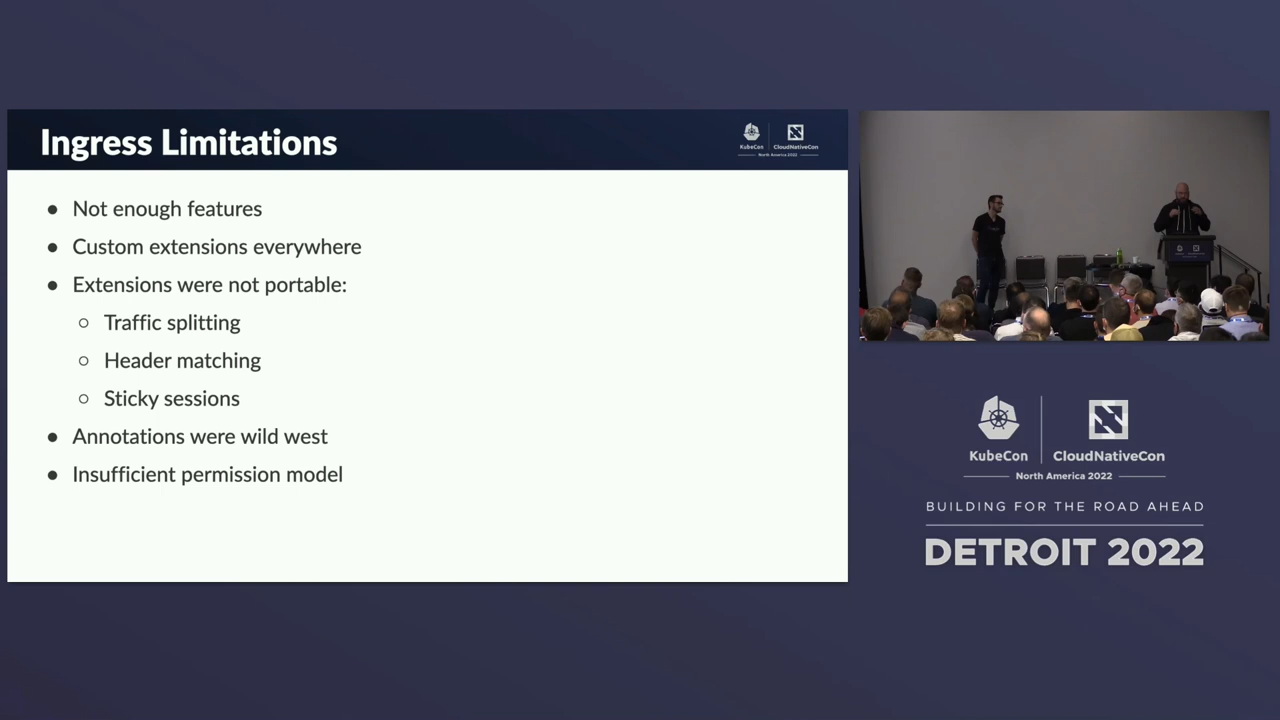 Ingress Limitations
KubeCon
CloudNativeCon
North America 2022
● Not enough features
● Custom extensions everywhere
● Extensions were not portable:
○ Traffic splitting
○ Header matching
○ Sticky sessions
● Annotations were wild west
● Insufficient permission model
KubeCon
CloudNativeCon
North America 2022
BUILDING FOR THE ROAD AHEAD
DETROIT 2022